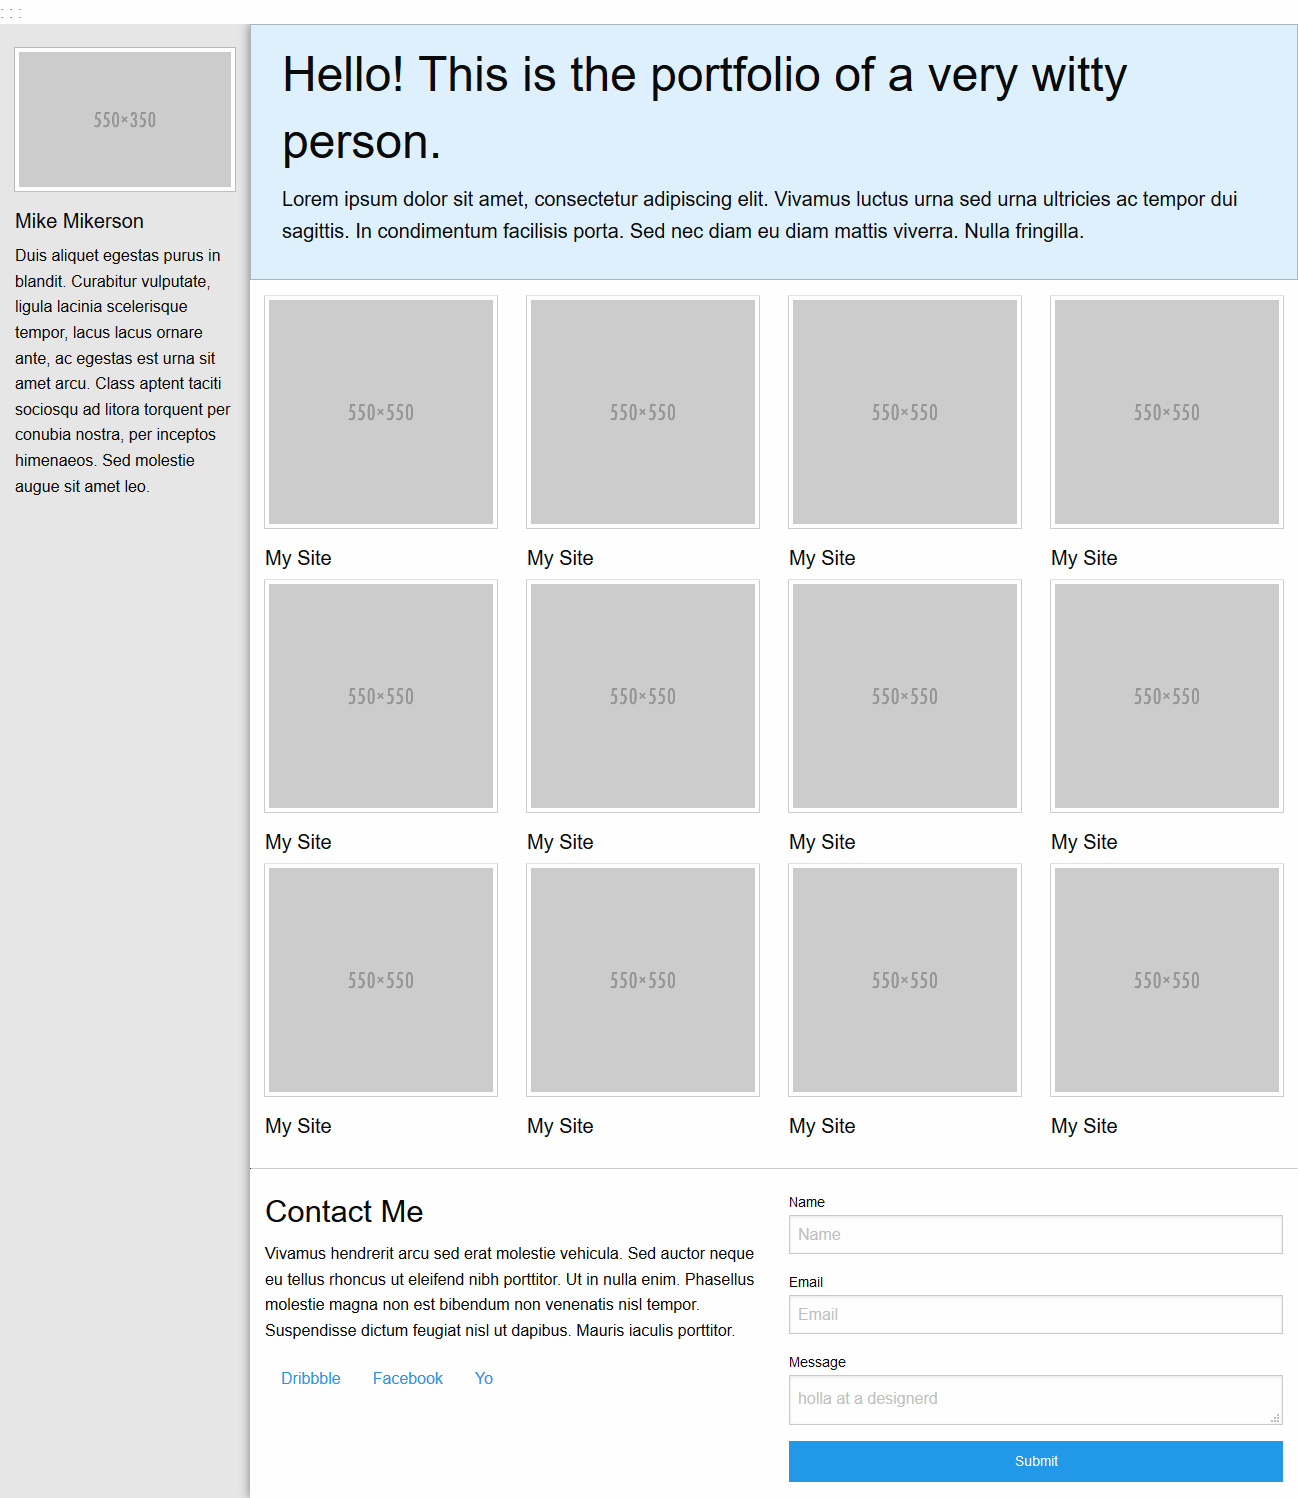 : : :
550×350
Mike Mikerson
Duis aliquet egestas purus in
blandit. Curabitur vulputate,
ligula lacinia scelerisque
tempor, lacus lacus ornare
ante, ac egestas est urna sit
amet arcu. Class aptent taciti
sociosqu ad litora torquent per
conubia nostra, per inceptos
himenaeos. Sed molestie
augue sit amet leo.
Hello! This is the portfolio of a very witty
person.
Lorem ipsum dolor sit amet, consectetur adipiscing elit. Vivamus luctus urna sed urna ultricies ac tempor dui
sagittis. In condimentum facilisis porta. Sed nec diam eu diam mattis viverra. Nulla fringilla.
550×550 550×550 550×550 550×550
My Site My Site My Site My Site
550×550 550×550 550×550 550×550
My Site My Site My Site My Site
550×550 550×550 550×550 550×550
My Site My Site My Site My Site
Contact Me
Vivamus hendrerit arcu sed erat molestie vehicula. Sed auctor neque
eu tellus rhoncus ut eleifend nibh porttitor. Ut in nulla enim. Phasellus
molestie magna non est bibendum non venenatis nisl tempor.
Suspendisse dictum feugiat nisl ut dapibus. Mauris iaculis porttitor.
Dribbble Facebook Yo
Name
Name
Email
Email
Message
holla at a designerd
Submit